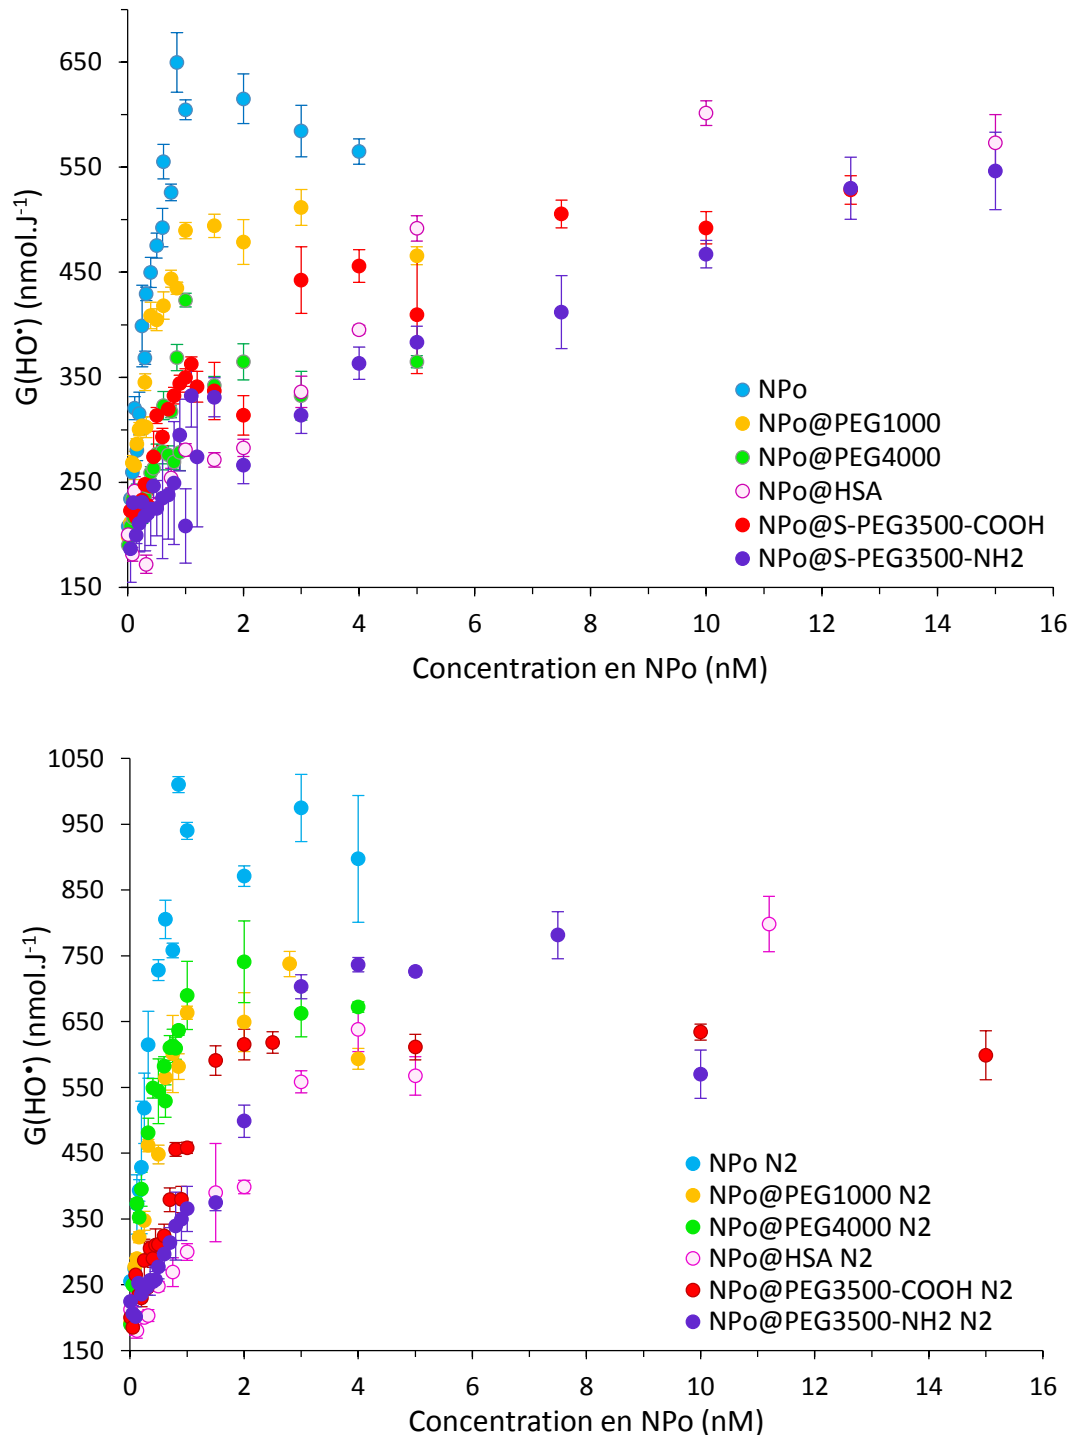 650
550
450
350
250
150
G(HO•) (nmol.J⁻¹)
0 2 4 6 8 10 12 14 16
Concentration en NPo (nM)
NPo
NPo@PEG1000
NPo@PEG4000
NPo@HSA
NPo@S-PEG3500-COOH
NPo@S-PEG3500-NH2
1050
950
850
750
650
550
450
350
250
150
G(HO•) (nmol.J⁻¹)
0 2 4 6 8 10 12 14 16
Concentration en NPo (nM)
NPo N2
NPo@PEG1000 N2
NPo@PEG4000 N2
NPo@HSA N2
NPo@PEG3500-COOH N2
NPo@PEG3500-NH2 N2